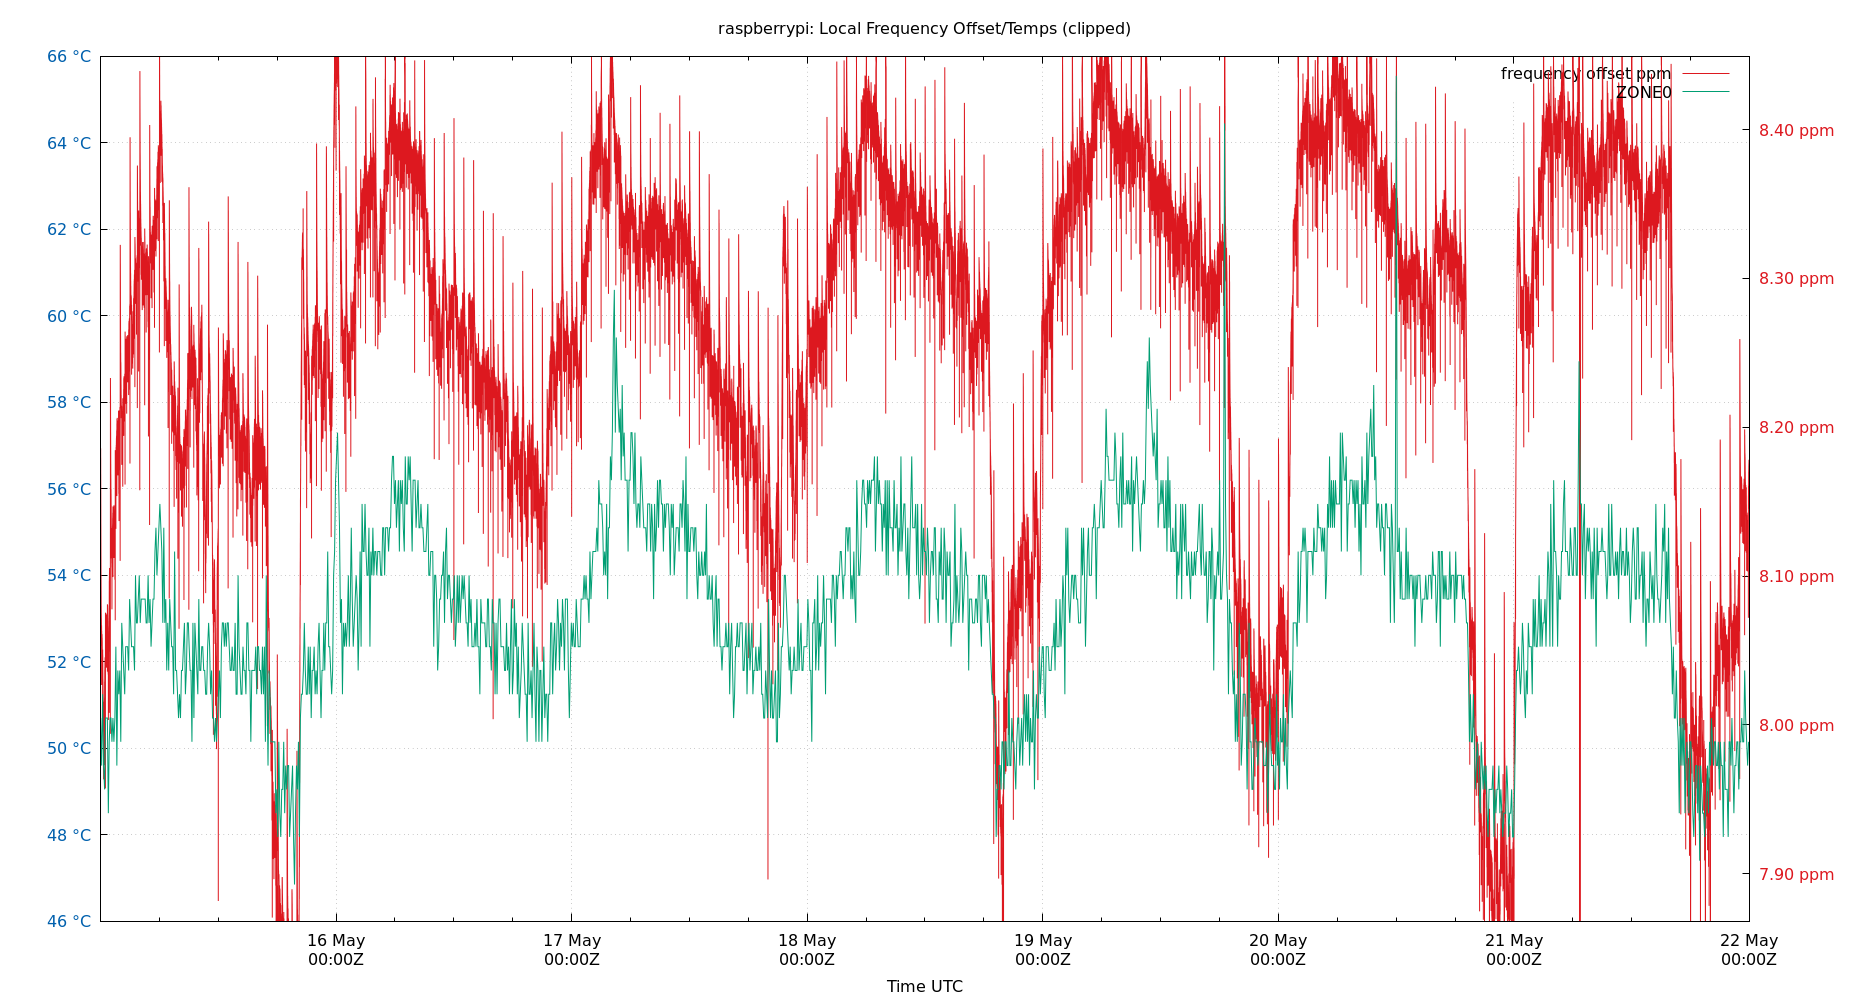 raspberrypi: Local Frequency Offset/Temps (clipped)
66 °C
64 °C
62 °C
60 °C
58 °C
56 °C
54 °C
52 °C
50 °C
48 °C
46 °C
frequency offset ppm
ZONE0
8.40 ppm
8.30 ppm
8.20 ppm
8.10 ppm
8.00 ppm
7.90 ppm
16 May
00:00Z
17 May
00:00Z
18 May
00:00Z
19 May
00:00Z
20 May
00:00Z
21 May
00:00Z
22 May
00:00Z
Time UTC